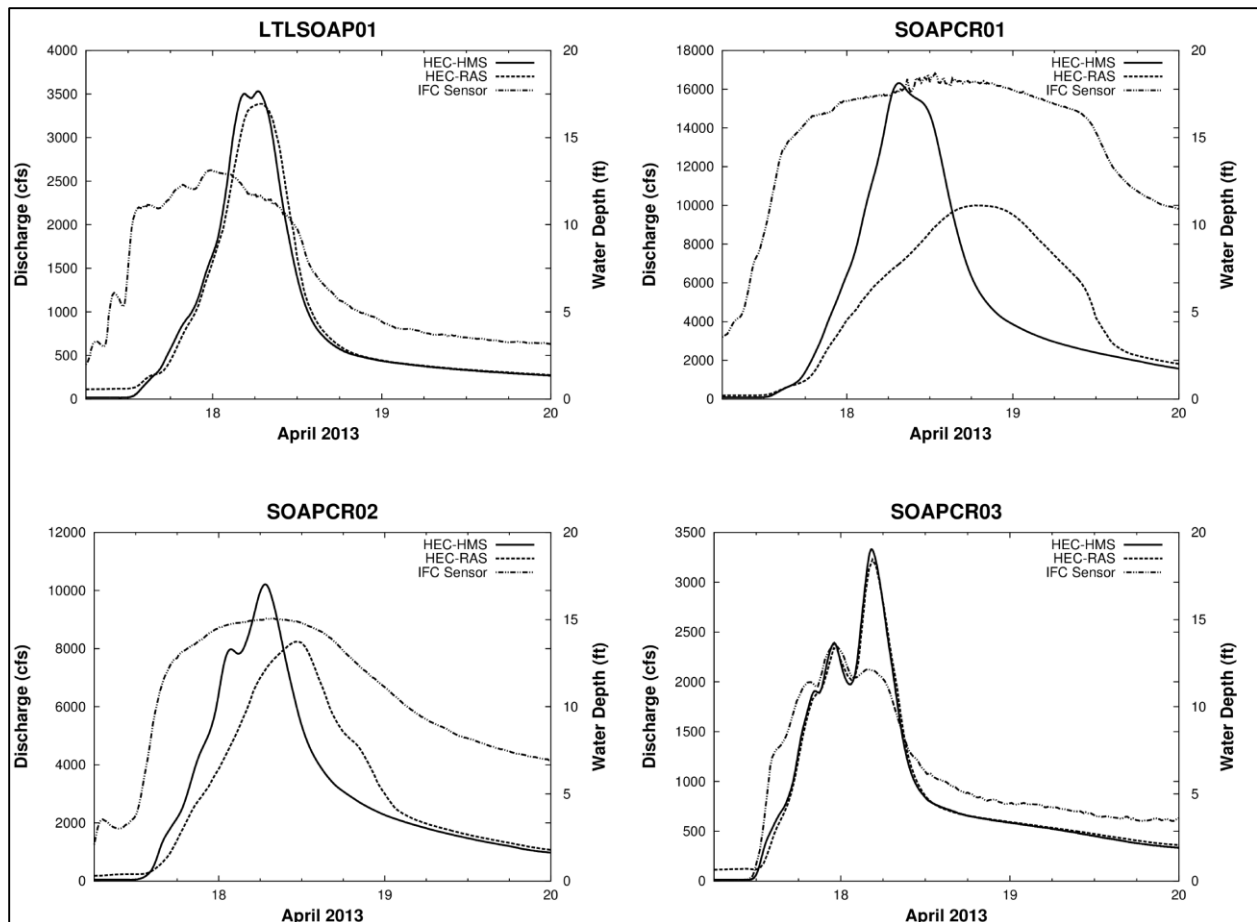 LTLSOAP01
HEC-HMS
HEC-RAS
IFC Sensor
Discharge (cfs)
Water Depth (ft)
4000
3500
3000
2500
2000
1500
1000
500
0
20
15
10
5
0
18
19
20
April 2013
SOAPCR01
HEC-HMS
HEC-RAS
IFC Sensor
Discharge (cfs)
Water Depth (ft)
18000
16000
14000
12000
10000
8000
6000
4000
2000
0
20
15
10
5
0
18
19
20
April 2013
SOAPCR02
HEC-HMS
HEC-RAS
IFC Sensor
Discharge (cfs)
Water Depth (ft)
12000
10000
8000
6000
4000
2000
0
20
15
10
5
0
18
19
20
April 2013
SOAPCR03
HEC-HMS
HEC-RAS
IFC Sensor
Discharge (cfs)
Water Depth (ft)
3500
3000
2500
2000
1500
1000
500
0
20
15
10
5
0
18
19
20
April 2013